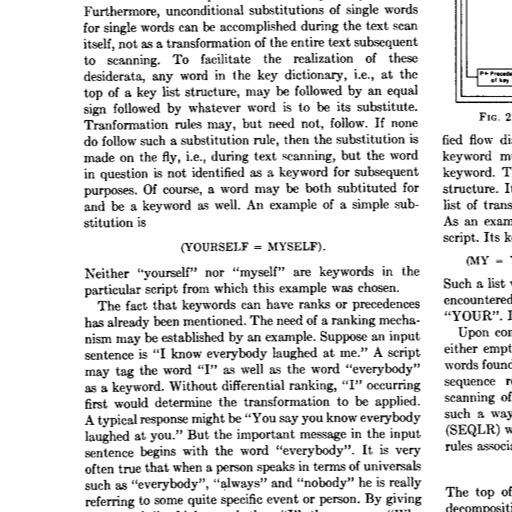 Furthermore, unconditional substitutions of single words
for single words can be accomplished during the text scan
itself, not as a transformation of the entire text subsequent
to scanning. To facilitate the realization of these
desiderata, any word in the key dictionary, i.e., at the
top of a key list structure, may be followed by an equal
sign followed by whatever word is to be its substitute.
Tranformation rules may, but need not, follow. If none
do follow such a substitution rule, then the substitution is
made on the fly, i.e., during text scanning, but the word
in question is not identified as a keyword for subsequent
purposes. Of course, a word may be both subtituted for
and be a keyword as well. An example of a simple sub-
stitution is
(YOURSELF = MYSELF).
Neither "yourself" nor "myself" are keywords in the
particular script from which this example was chosen.
The fact that keywords can have ranks or precedences
has already been mentioned. The need of a ranking mecha-
nism may be established by an example. Suppose an input
sentence is "I know everybody laughed at me." A script
may tag the word "I" as well as the word "everybody"
as a keyword. Without differential ranking, "I" occurring
first would determine the transformation to be applied.
A typical response might be "You say you know everybody
laughed at you." But the important message in the input
sentence begins with the word "everybody". It is very
often true that when a person speaks in terms of universals
such as "everybody", "always" and "nobody" he is really
referring to some quite specific event or person. By giving
of key
FIG. 2
fied flow
keyword
keyword.
structure.
list of
As an
script. Its
(MY =
Such a list
encountered
"YOUR".
Upon
either
words found
sequence
scanning of
such a way
(SEQLR)
rules
The top of